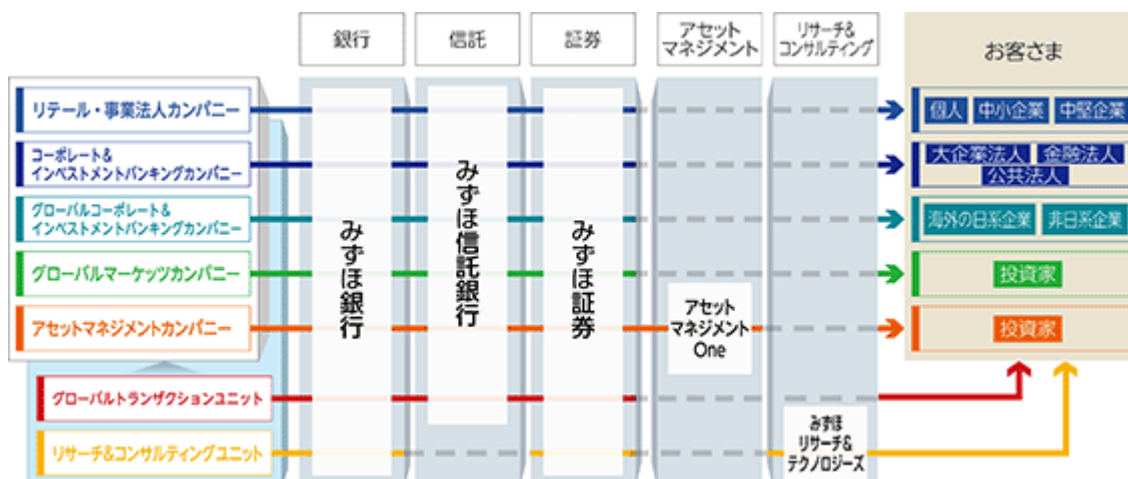 銀行
信託
証券
アセット
マネジメント
リサーチ&
コンサルティング
お客さま
リテール・事業法人カンパニー
コーポレート&
インベストメントバンキングカンパニー
グローバルコーポレート&
インベストメントバンキングカンパニー
グローバルマーケッツカンパニー
アセットマネジメントカンパニー
グローバルトランザクションユニット
リサーチ&コンサルティングユニット
みずほ銀行
みずほ信託銀行
みずほ証券
アセット
マネジメント
One
みずほ
リサーチ&
テクノロジーズ
個人 中小企業 中堅企業
大企業法人 金融法人
公共法人
海外の日系企業 非日系企業
投資家
投資家